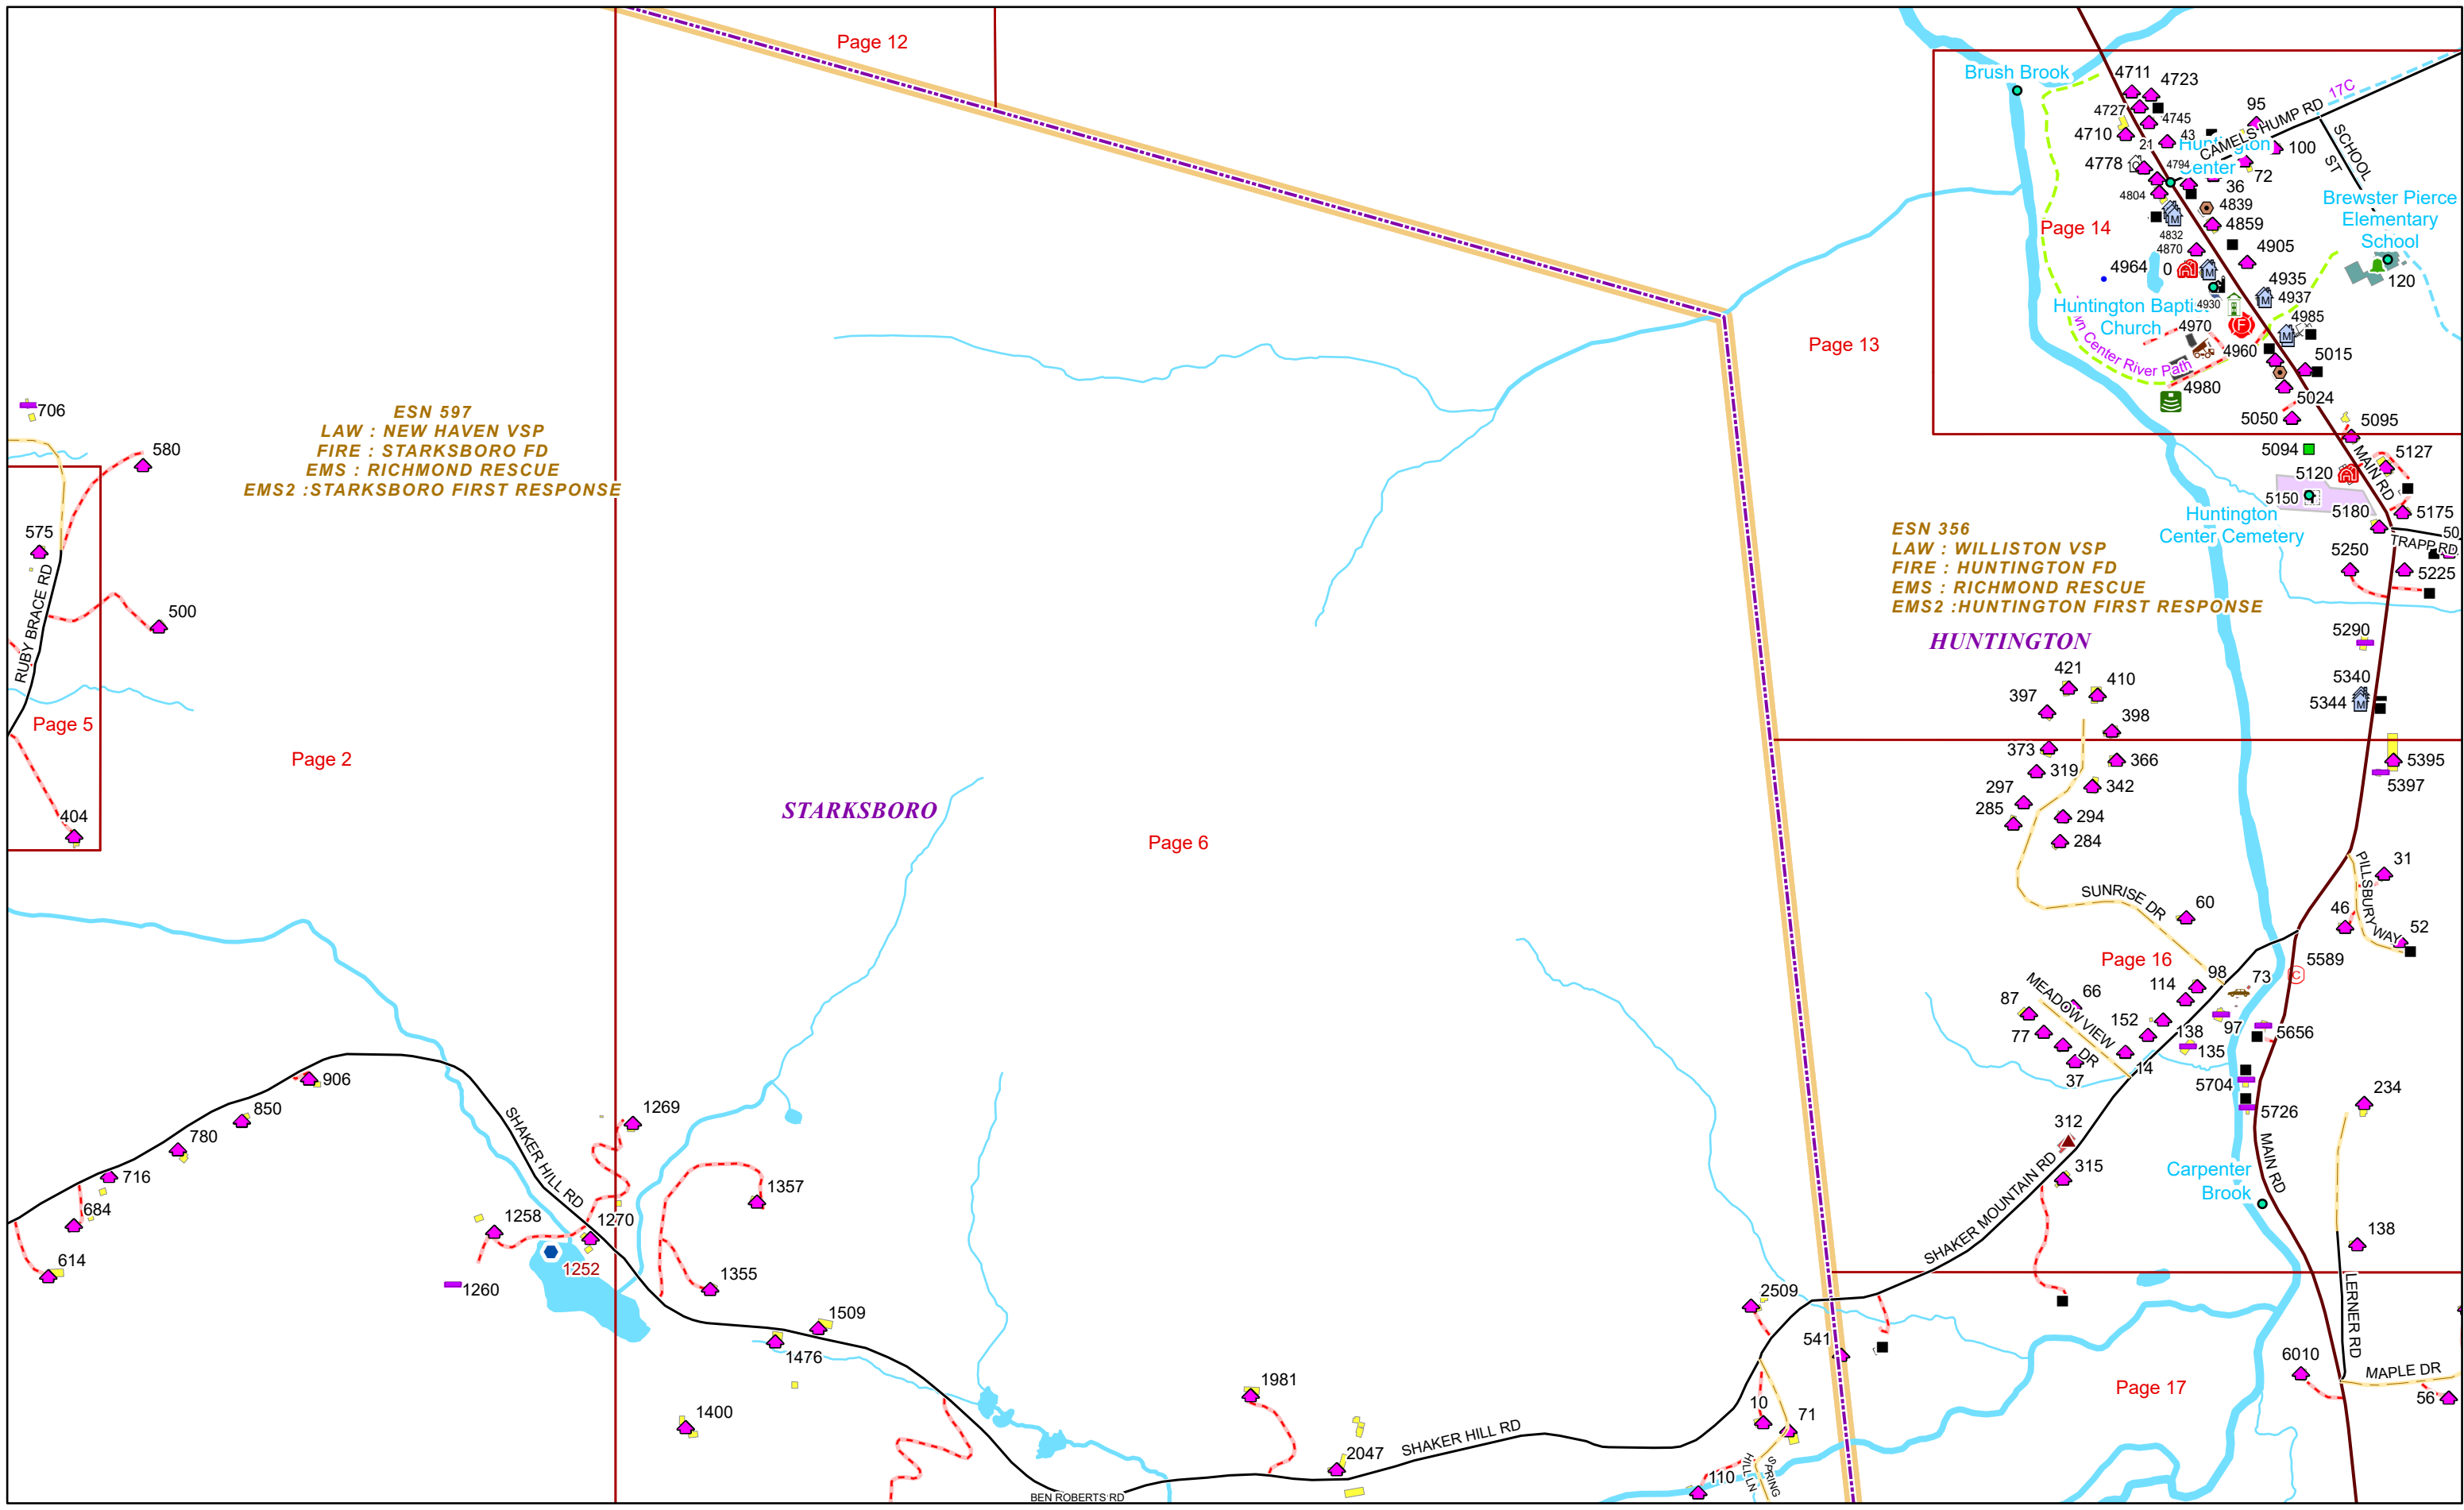 Page 12
Brush Brook
4711
4723
4727
4745
4710
43
21
95
CAMELS HUMP RD
17C
Huntington
Center
100
SCHOOL
ST
4778
4794
72
36
4804
4839
Brewster Pierce
Elementary
School
Page 14
4859
4832
4870
4905
4964
0
4935
4937
120
4930
Huntington Baptist
Church
4970
4985
4960
Page 13
Center River Path
5015
4980
5024
5050
5095
706
580
ESN 597
LAW : NEW HAVEN VSP
FIRE : STARKSBORO FD
EMS : RICHMOND RESCUE
EMS2 :STARKSBORO FIRST RESPONSE
5094
MAIN RD
5127
5120
5150
5180
5175
Huntington
Center Cemetery
50
TRAPP RD
575
ESN 356
LAW : WILLISTON VSP
FIRE : HUNTINGTON FD
EMS : RICHMOND RESCUE
EMS2 :HUNTINGTON FIRST RESPONSE
5250
5225
RUBY BRACE RD
500
5290
HUNTINGTON
421
410
397
5340
5344
398
Page 5
Page 2
373
366
319
342
297
285
294
284
5395
5397
404
STARKSBORO
Page 6
31
PILLSBURY WAY
SUNRISE DR
60
46
52
Page 16
98
73
5589
114
MEADOW VIEW
DR
66
87
77
152
138
97
135
5656
37
14
5704
5726
906
850
780
716
684
614
SHAKER HILL RD
1269
1357
1258
1270
1252
1260
1355
312
315
SHAKER MOUNTAIN RD
MAIN RD
Carpenter
Brook
234
138
LERNER RD
1509
1476
1400
1981
2047
SHAKER HILL RD
BEN ROBERTS RD
2509
541
10
71
110
SPRING
HILL LN
Page 17
6010
MAPLE DR
56